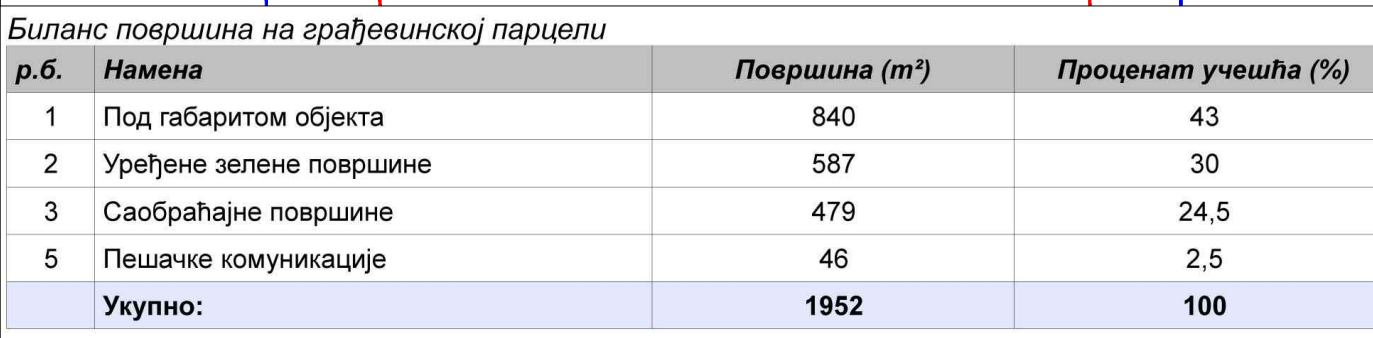 Биланс површина на грађевинској парцели
р.б. Намена Површина (m²) Проценат учешћа (%)
1 Под габаритом објекта 840 43
2 Уређене зелене површине 587 30
3 Саобраћајне површине 479 24,5
5 Пешачке комуникације 46 2,5
Укупно: 1952 100